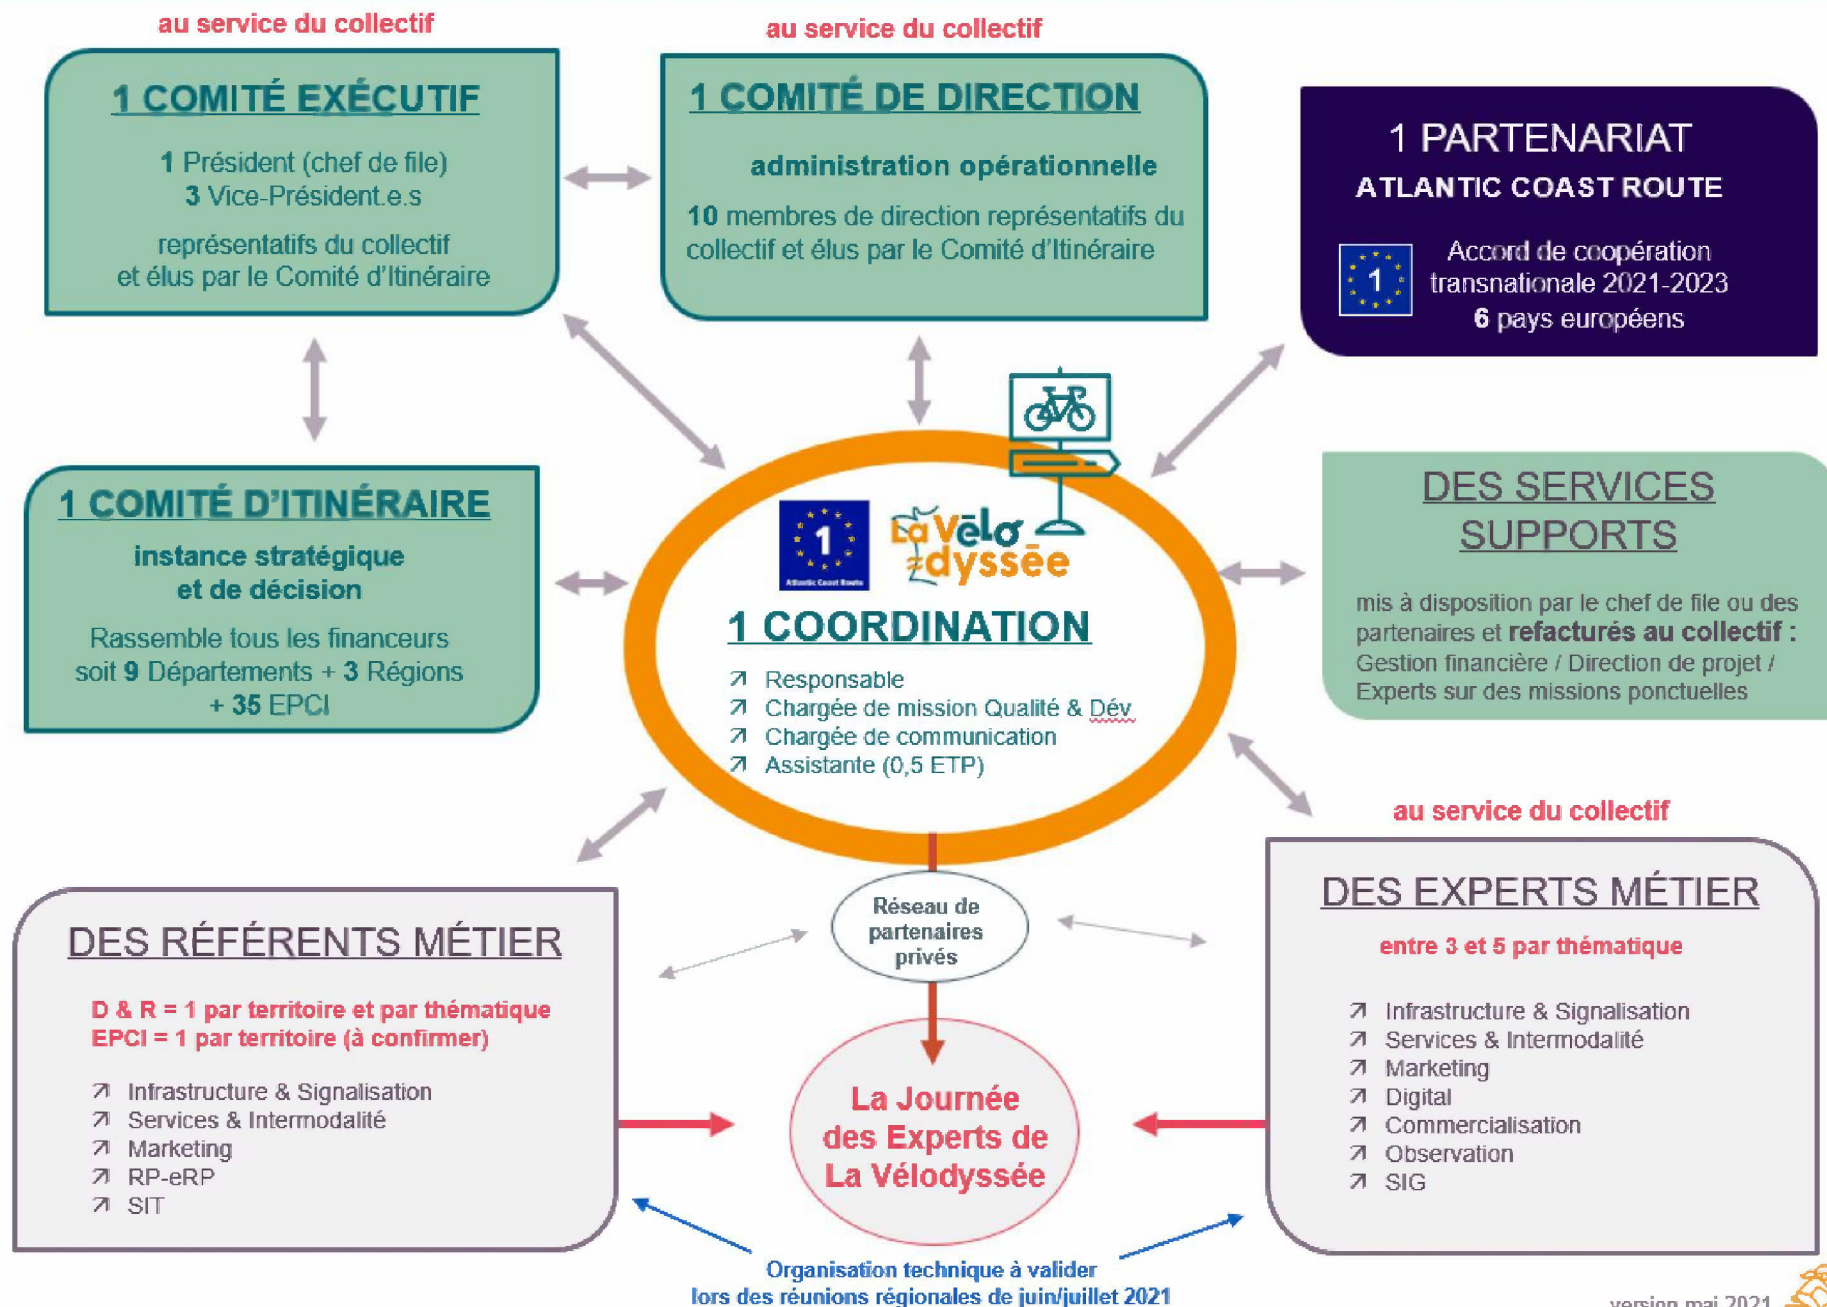 au service du collectif
1 COMITÉ EXÉCUTIF
1 Président (chef de file)
3 Vice-Président.e.s
représentatifs du collectif
et élus par le Comité d'Itinéraire
au service du collectif
1 COMITÉ DE DIRECTION
administration opérationnelle
10 membres de direction représentatifs du
collectif et élus par le Comité d'Itinéraire
1 PARTENARIAT
ATLANTIC COAST ROUTE
1
Accord de coopération
transnationale 2021-2023
6 pays européens
1 COMITÉ D'ITINÉRAIRE
instance stratégique
et de décision
Rassemble tous les financeurs
soit 9 Départements + 3 Régions
+ 35 EPCI
1
Atlantic Coast Route
La Vélo
dyssée
1 COORDINATION
↗ Responsable
↗ Chargée de mission Qualité & Dév
↗ Chargée de communication
↗ Assistante (0,5 ETP)
DES SERVICES
SUPPORTS
mis à disposition par le chef de file ou des
partenaires et refacturés au collectif :
Gestion financière / Direction de projet /
Experts sur des missions ponctuelles
DES RÉFÉRENTS MÉTIER
D & R = 1 par territoire et par thématique
EPCI = 1 par territoire (à confirmer)
↗ Infrastructure & Signalisation
↗ Services & Intermodalité
↗ Marketing
↗ RP-eRP
↗ SIT
Réseau de
partenaires
privés
La Journée
des Experts de
La Vélodyssée
au service du collectif
DES EXPERTS MÉTIER
entre 3 et 5 par thématique
↗ Infrastructure & Signalisation
↗ Services & Intermodalité
↗ Marketing
↗ Digital
↗ Commercialisation
↗ Observation
↗ SIG
Organisation technique à valider
lors des réunions régionales de juin/juillet 2021
version mai 2021